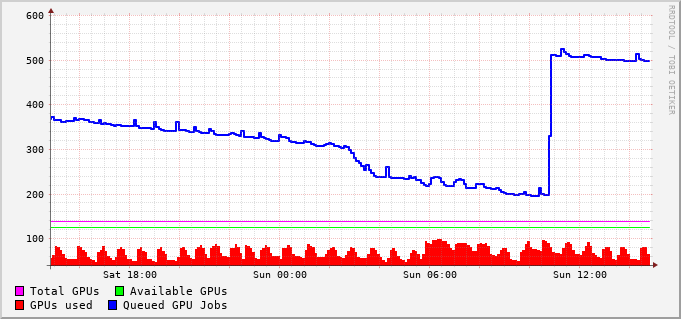 600
500
400
300
200
100
Sat 18:00 Sun 00:00 Sun 06:00 Sun 12:00
Total GPUs Available GPUs
GPUs used Queued GPU Jobs
RRDTOOL / TOBI OETIKER